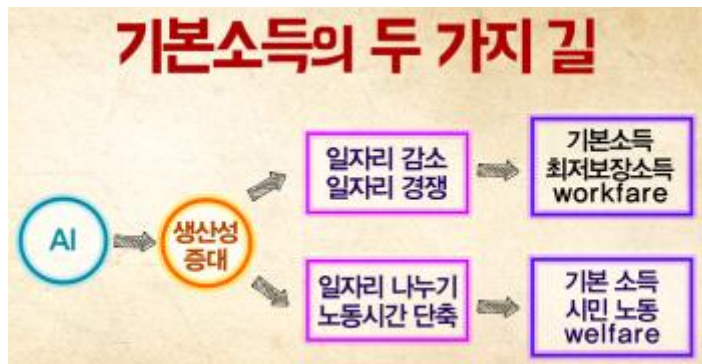 기본소득의 두 가지 길
AI
생산성
증대
일자리 감소
일자리 경쟁
기본소득
최저보장소득
workfare
일자리 나누기
노동시간 단축
기본 소득
시민 노동
welfare